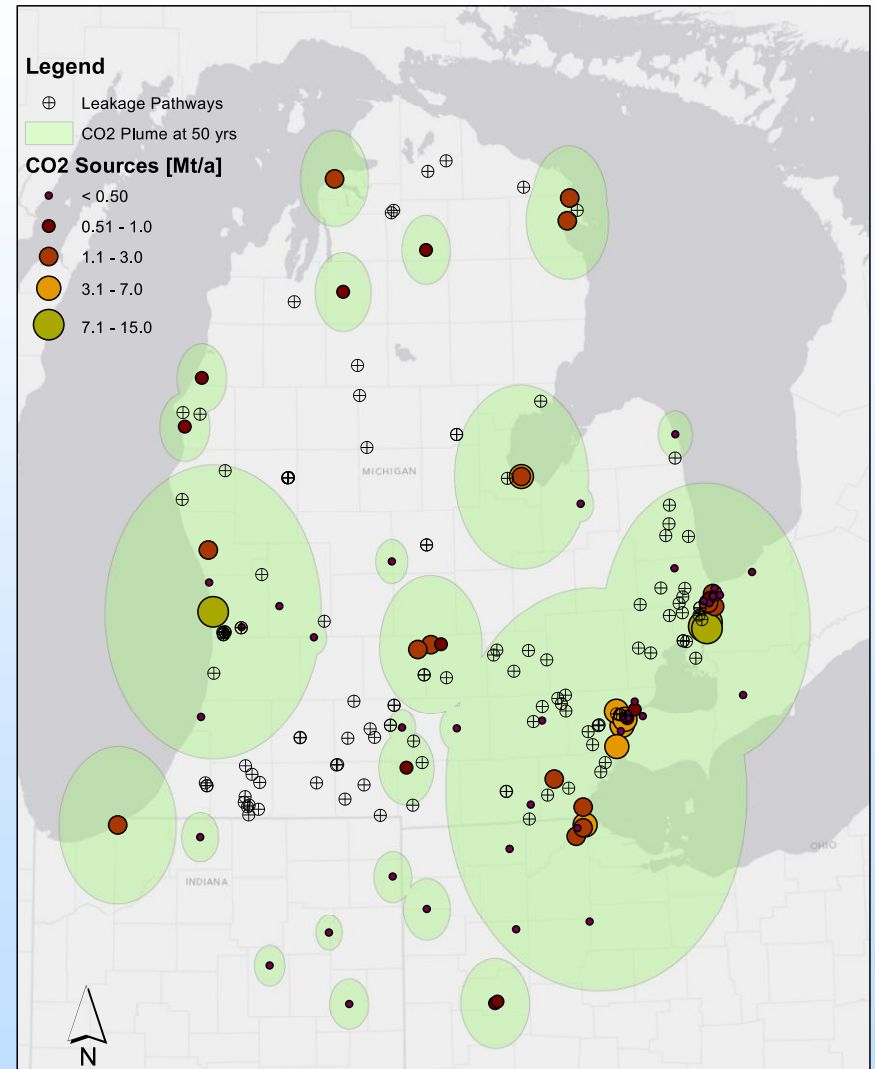 Legend
Leakage Pathways
CO2 Plume at 50 yrs
CO2 Sources [Mt/a]
< 0.50
0.51 - 1.0
1.1 - 3.0
3.1 - 7.0
7.1 - 15.0
MICHIGAN
OHIO
INDIANA
N